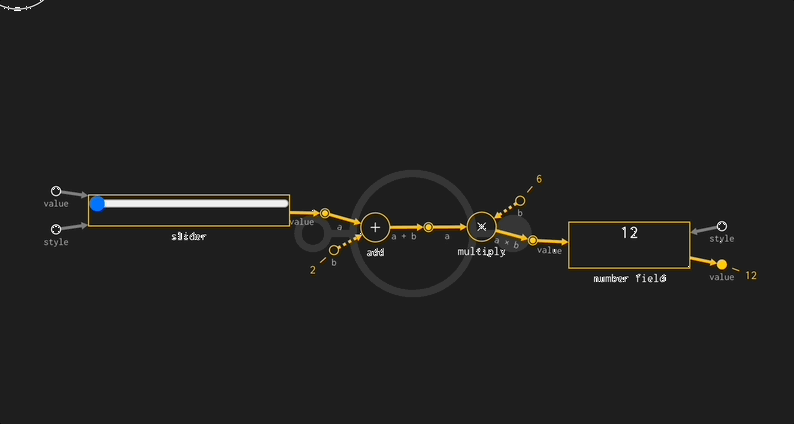 value
style
slider
value
a
+
add
2
b
a + b
a
×
multiply
6
b
a × b
value
12
number field
style
value
12